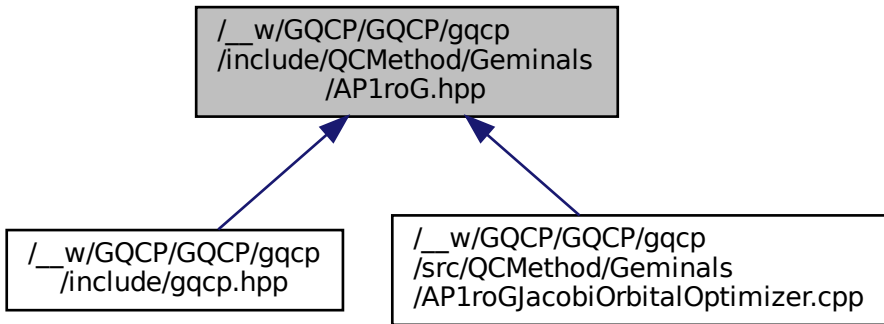 /__w/GQCP/GQCP/gqcp
/include/QCMethod/Geminals
/AP1roG.hpp
/__w/GQCP/GQCP/gqcp
/include/gqcp.hpp
/__w/GQCP/GQCP/gqcp
/src/QCMethod/Geminals
/AP1roGJacobiOrbitalOptimizer.cpp